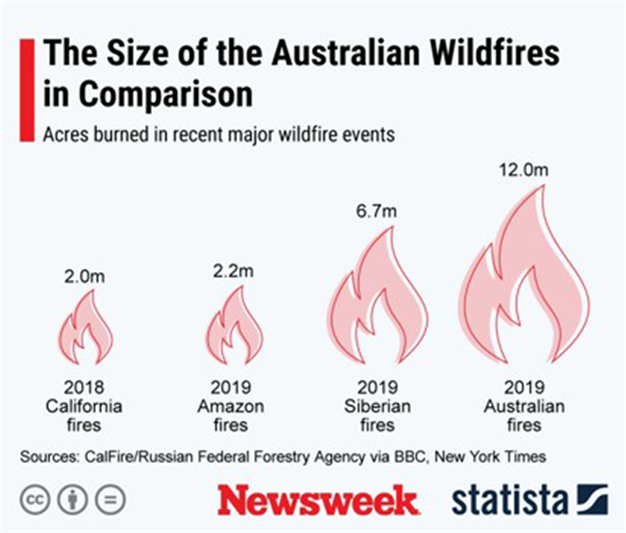 The Size of the Australian Wildfires
in Comparison
Acres burned in recent major wildfire events
12.0m
6.7m
2.0m
2.2m
2018
California
fires
2019
Amazon
fires
2019
Siberian
fires
2019
Australian
fires
Sources: CalFire/Russian Federal Forestry Agency via BBC, New York Times
cc
Newsweek
statista